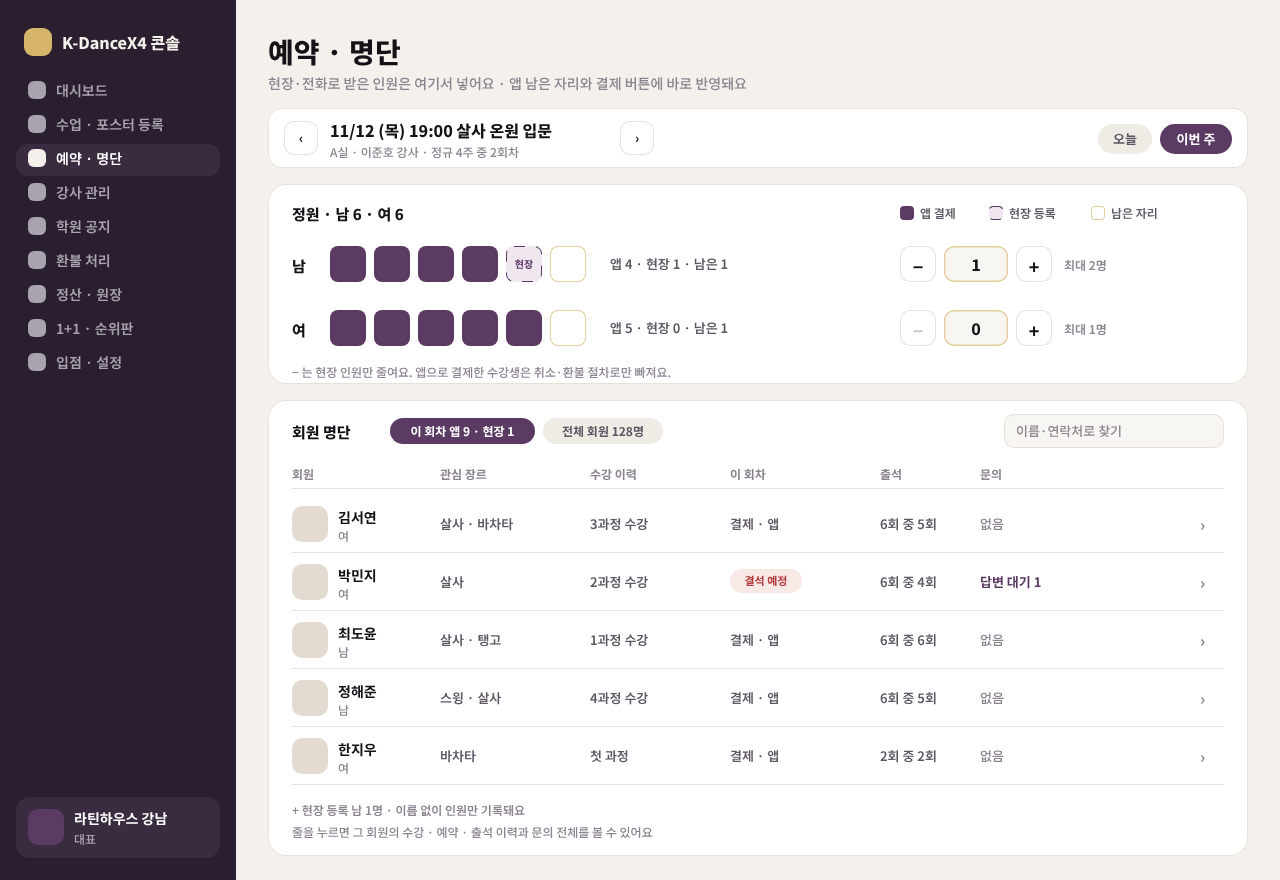 K-DanceX4 콘솔
대시보드
수업 · 포스터 등록
예약 · 명단
강사 관리
학원 공지
환불 처리
정산 · 원장
1+1 · 순위판
입점 · 설정
라틴하우스 강남
대표
예약 · 명단
현장·전화로 받은 인원은 여기서 넣어요 · 앱 남은 자리와 결제 버튼에 바로 반영돼요
‹ 11/12 (목) 19:00 살사 온원 입문 › 오늘 이번 주
A실 · 이준호 강사 · 정규 4주 중 2회차
정원 · 남 6 · 여 6 앱 결제 현장 등록 남은 자리
남 현장 앱 4 · 현장 1 · 남은 1 − 1 + 최대 2명
여 앱 5 · 현장 0 · 남은 1 − 0 + 최대 1명
− 는 현장 인원만 줄여요. 앱으로 결제한 수강생은 취소·환불 절차로만 빠져요.
회원 명단 이 회차 앱 9 · 현장 1 전체 회원 128명 이름·연락처로 찾기
회원 관심 장르 수강 이력 이 회차 출석 문의
김서연 살사 · 바차타 3과정 수강 결제 · 앱 6회 중 5회 없음 ›
여
박민지 살사 2과정 수강 결석 예정 6회 중 4회 답변 대기 1 ›
여
최도윤 살사 · 탱고 1과정 수강 결제 · 앱 6회 중 6회 없음 ›
남
정해준 스윙 · 살사 4과정 수강 결제 · 앱 6회 중 5회 없음 ›
남
한지우 바차타 첫 과정 결제 · 앱 2회 중 2회 없음 ›
여
+ 현장 등록 남 1명 · 이름 없이 인원만 기록돼요
줄을 누르면 그 회원의 수강 · 예약 · 출석 이력과 문의 전체를 볼 수 있어요